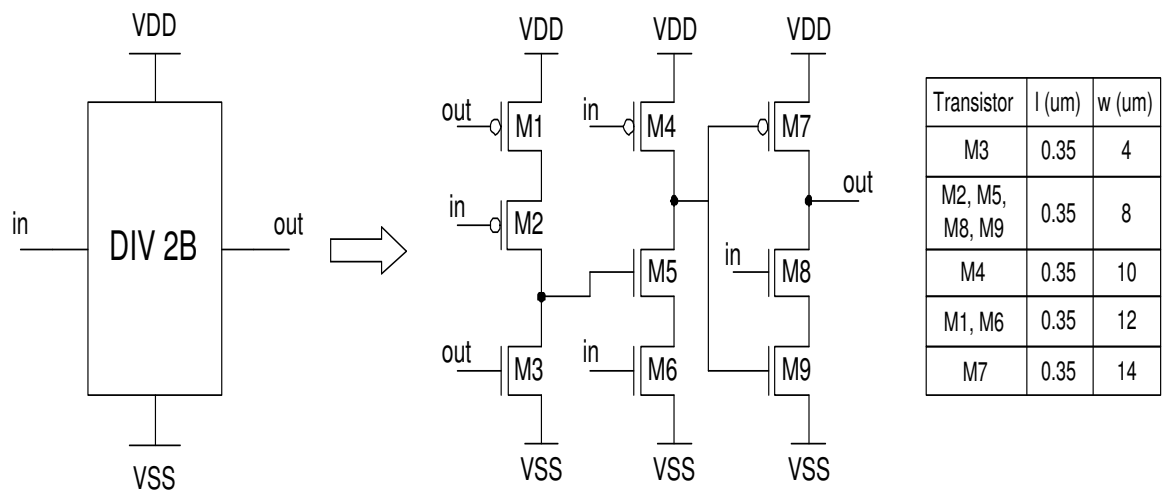 VDD
in
DIV 2B
out
VSS
VDD
out
M1
in
M2
out
M3
VSS
VDD
in
M4
M5
in
M6
VSS
VDD
M7
out
in
M8
M9
VSS
Transistor l (um) w (um)
M3 0.35 4
M2, M5,
M8, M9 0.35 8
M4 0.35 10
M1, M6 0.35 12
M7 0.35 14